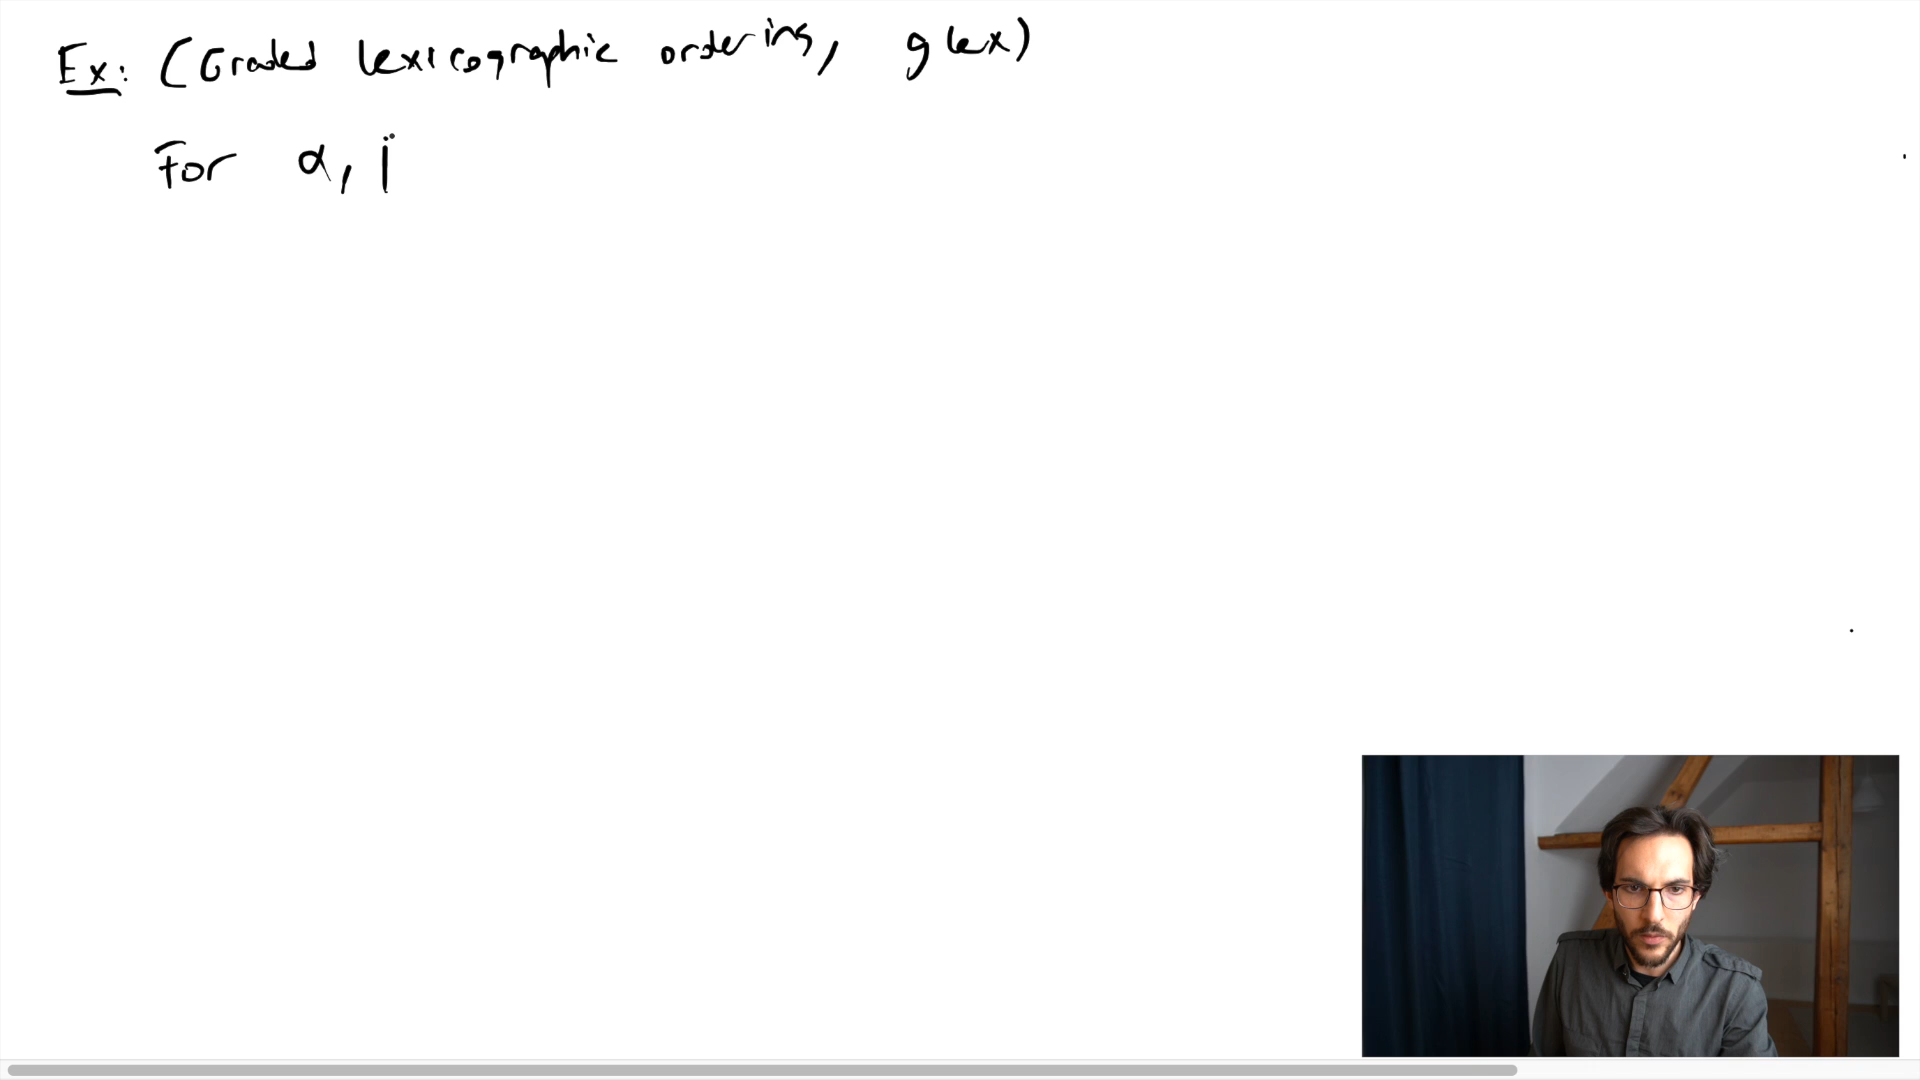 Ex: (Graded lexicographic ordering, glex)
For α,